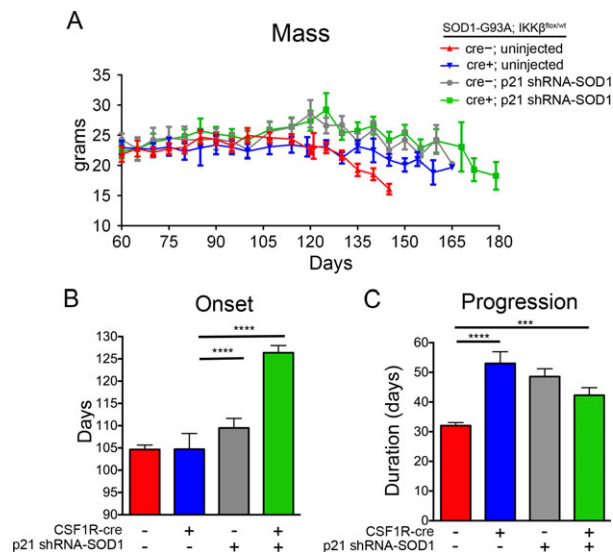 A
Mass
SOD1-G93A; IKKβflox/wt
cre−; uninjected
cre+; uninjected
cre−; p21 shRNA-SOD1
cre+; p21 shRNA-SOD1
grams
35
30
25
20
15
10
60 75 90 107 120 135 150 165 179
Days
B
Onset
****
****
Days
130
125
120
115
110
105
100
95
90
CSF1R-cre - + - +
p21 shRNA-SOD1 - - + +
C
Progression
***
****
Duration (days)
60
50
40
30
20
10
0
CSF1R-cre - + - +
p21 shRNA-SOD1 - - + +